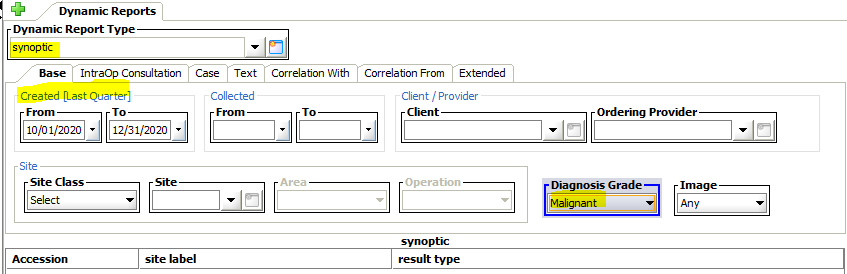 Dynamic Reports
Dynamic Report Type
synoptic
Base IntraOp Consultation Case Text Correlation With Correlation From Extended
Created [Last Quarter] Collected Client / Provider
From To From To Client Ordering Provider
10/01/2020 12/31/2020
Site
Site Class Site Area Operation Diagnosis Grade Image
Select Malignant Any
synoptic
Accession site label result type